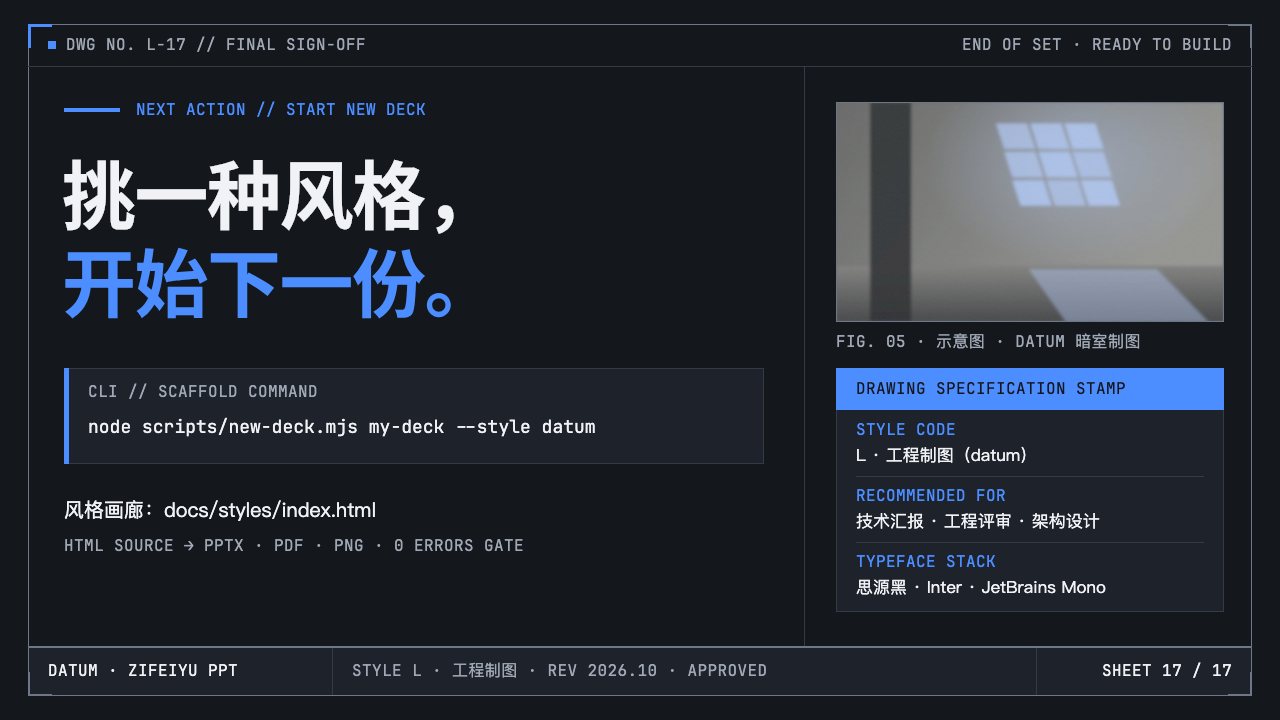 DWG NO. L-17 // FINAL SIGN-OFF
END OF SET · READY TO BUILD
NEXT ACTION // START NEW DECK
挑一种风格，
开始下一份。
CLI // SCAFFOLD COMMAND
node scripts/new-deck.mjs my-deck --style datum
风格画廊：docs/styles/index.html
HTML SOURCE → PPTX · PDF · PNG · 0 ERRORS GATE
FIG. 05 · 示意图 · DATUM 暗室制图
DRAWING SPECIFICATION STAMP
STYLE CODE
L · 工程制图（datum）
RECOMMENDED FOR
技术汇报 · 工程评审 · 架构设计
TYPEFACE STACK
思源黑 · Inter · JetBrains Mono
DATUM · ZIFEIYU PPT
STYLE L · 工程制图 · REV 2026.10 · APPROVED
SHEET 17 / 17